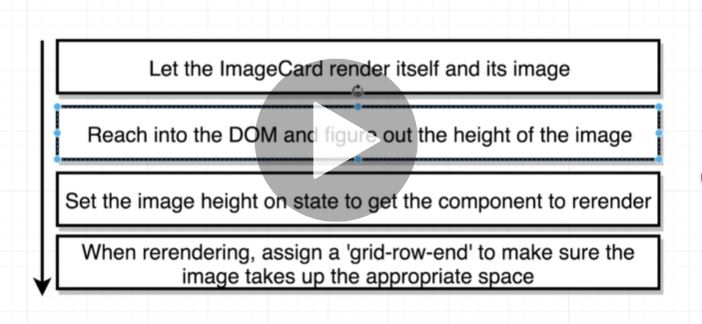 Let the ImageCard render itself and its image
Reach into the DOM and figure out the height of the image
Set the image height on state to get the component to rerender
When rerendering, assign a 'grid-row-end' to make sure the
image takes up the appropriate space